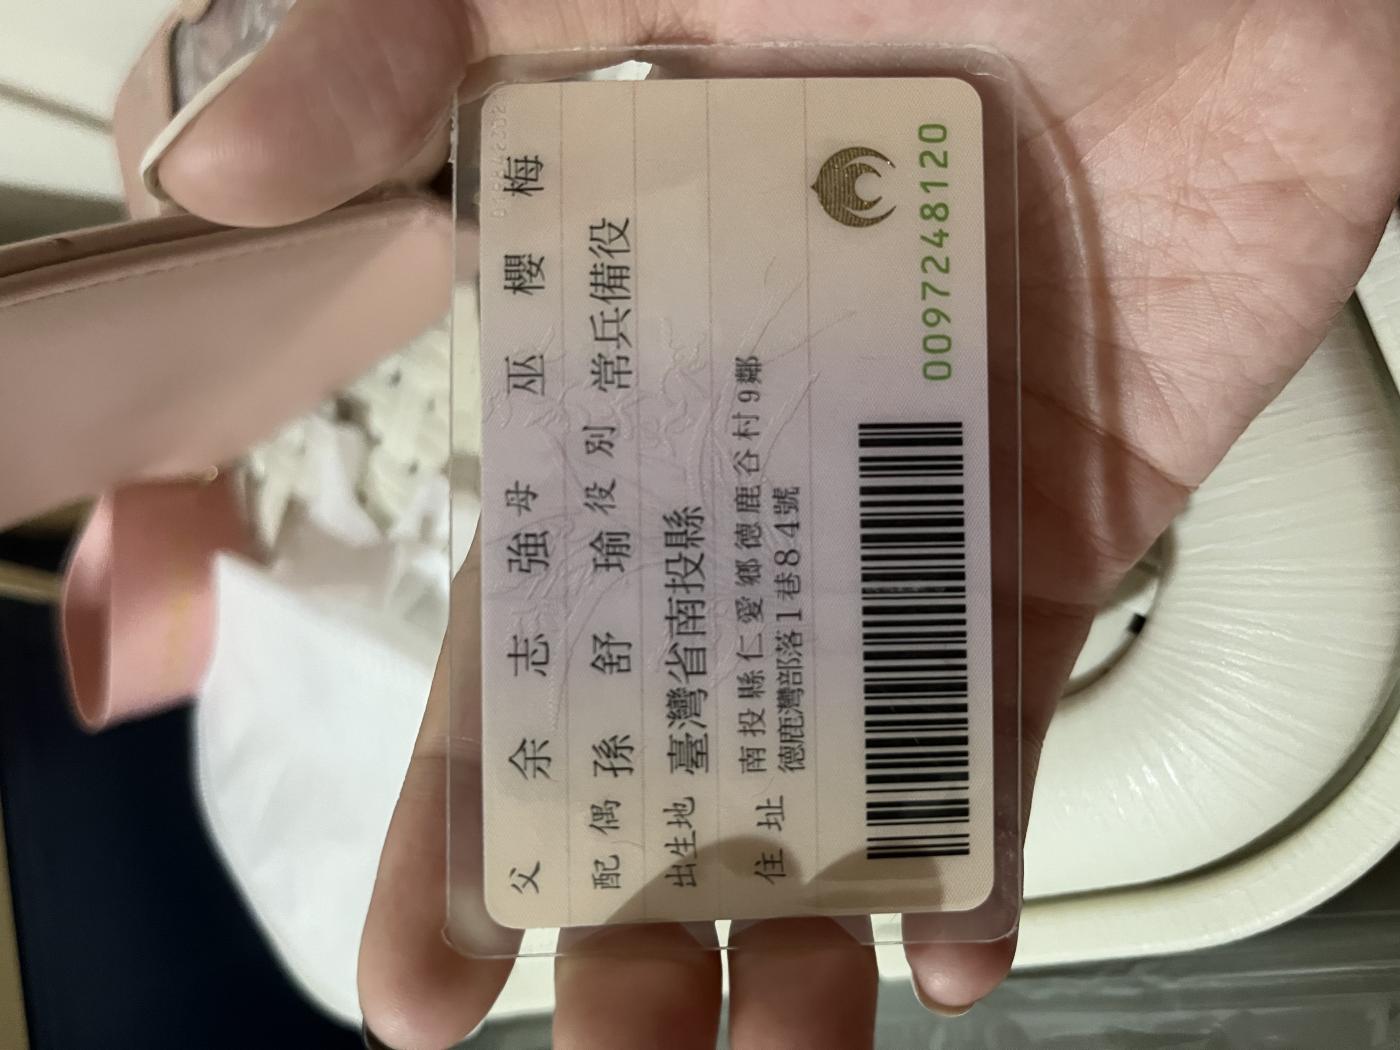 父 余志強 母 巫櫻梅
配偶 孫舒瑜 役別 常兵備役
出生地 臺灣省南投縣
住址 南投縣仁愛鄉德鹿谷村9鄰
德鹿灣部落1巷84號
0097248120